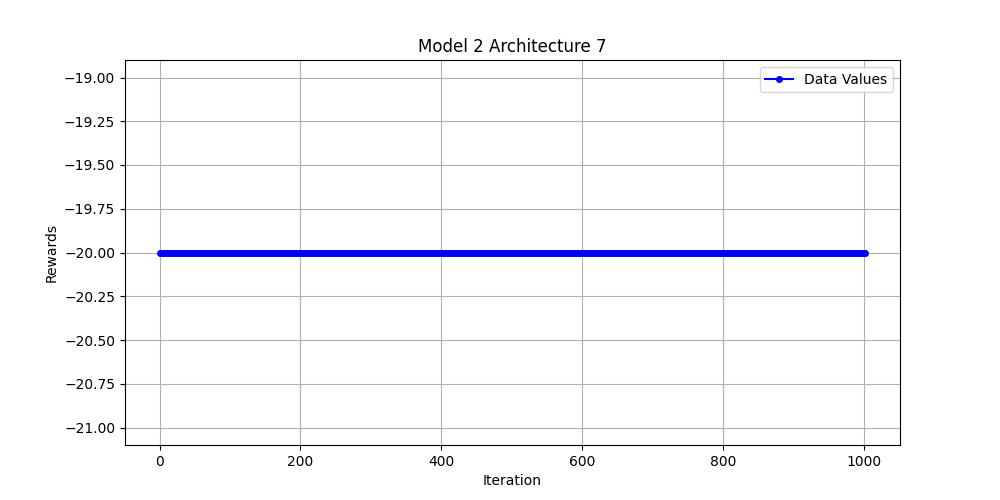 Model 2 Architecture 7
Data Values
−19.00
−19.25
−19.50
−19.75
−20.00
−20.25
−20.50
−20.75
−21.00
Rewards
0 200 400 600 800 1000
Iteration